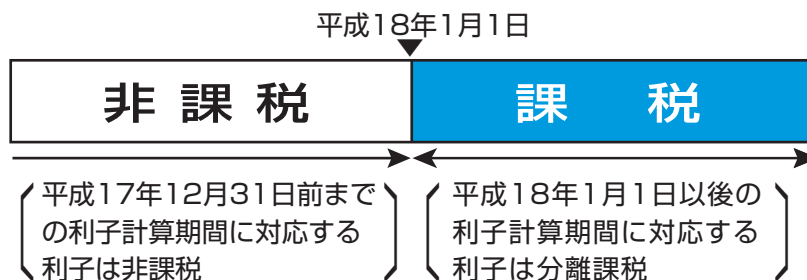 平成18年1月1日
非課税
課税
平成17年12月31日前まで
の利子計算期間に対応する
利子は非課税
平成18年1月1日以後の
利子計算期間に対応する
利子は分離課税